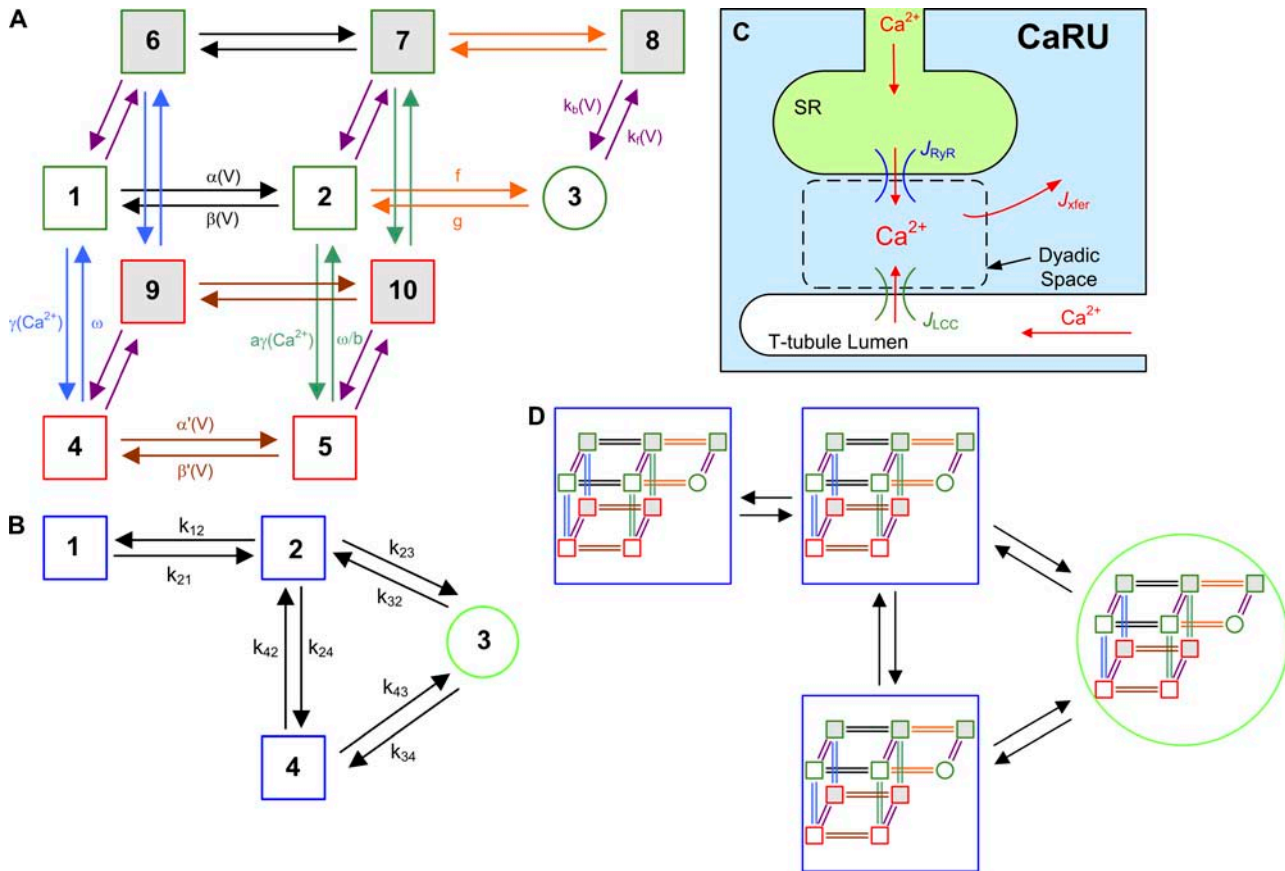 A
6
7
8
k_b(V)
k_f(V)
1
α(V)
β(V)
2
f
g
3
9
10
γ(Ca²⁺)
ω
aγ(Ca²⁺)
ω/b
4
α'(V)
β'(V)
5
B
1
k₁₂
k₂₁
2
k₂₃
k₃₂
3
k₄₂
k₂₄
k₄₃
k₃₄
4
C
Ca²⁺
CaRU
SR
J_RyR
J_xfer
Ca²⁺
Dyadic
Space
J_LCC
Ca²⁺
T-tubule Lumen
D